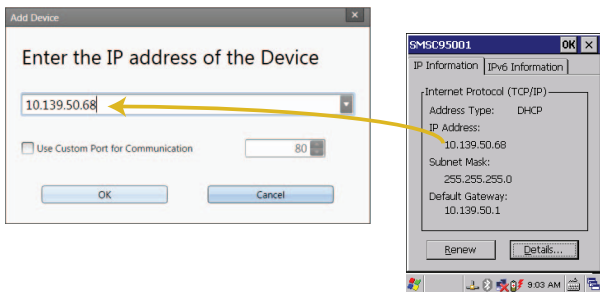 Add Device
Enter the IP address of the Device
10.139.50.68
Use Custom Port for Communication
80
OK
Cancel
SMSC95001
OK
IP Information
IPv6 Information
Internet Protocol (TCP/IP)
Address Type: DHCP
IP Address:
10.139.50.68
Subnet Mask:
255.255.255.0
Default Gateway:
10.139.50.1
Renew
Details...
9:03 AM